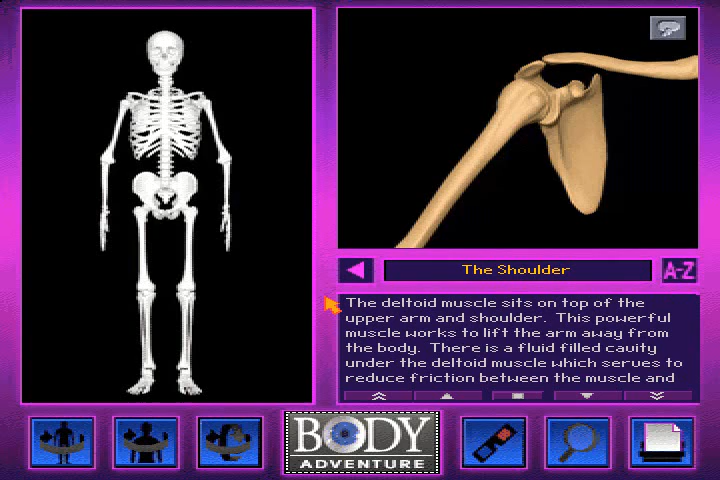 The Shoulder
A-Z
The deltoid muscle sits on top of the
upper arm and shoulder. This powerful
muscle works to lift the arm away from
the body. There is a fluid filled cavity
under the deltoid muscle which serves to
reduce friction between the muscle and
BODY
ADVENTURE